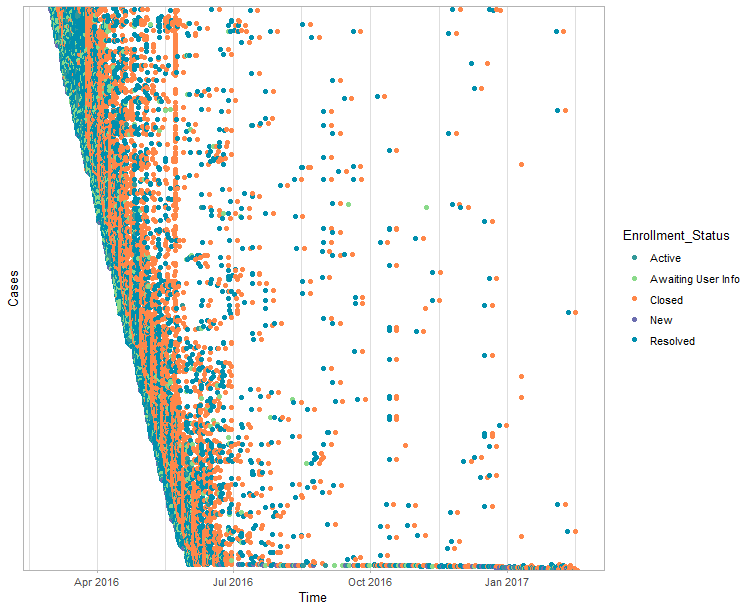 Cases
Enrollment_Status
Active
Awaiting User Info
Closed
New
Resolved
Apr 2016
Jul 2016
Oct 2016
Jan 2017
Time